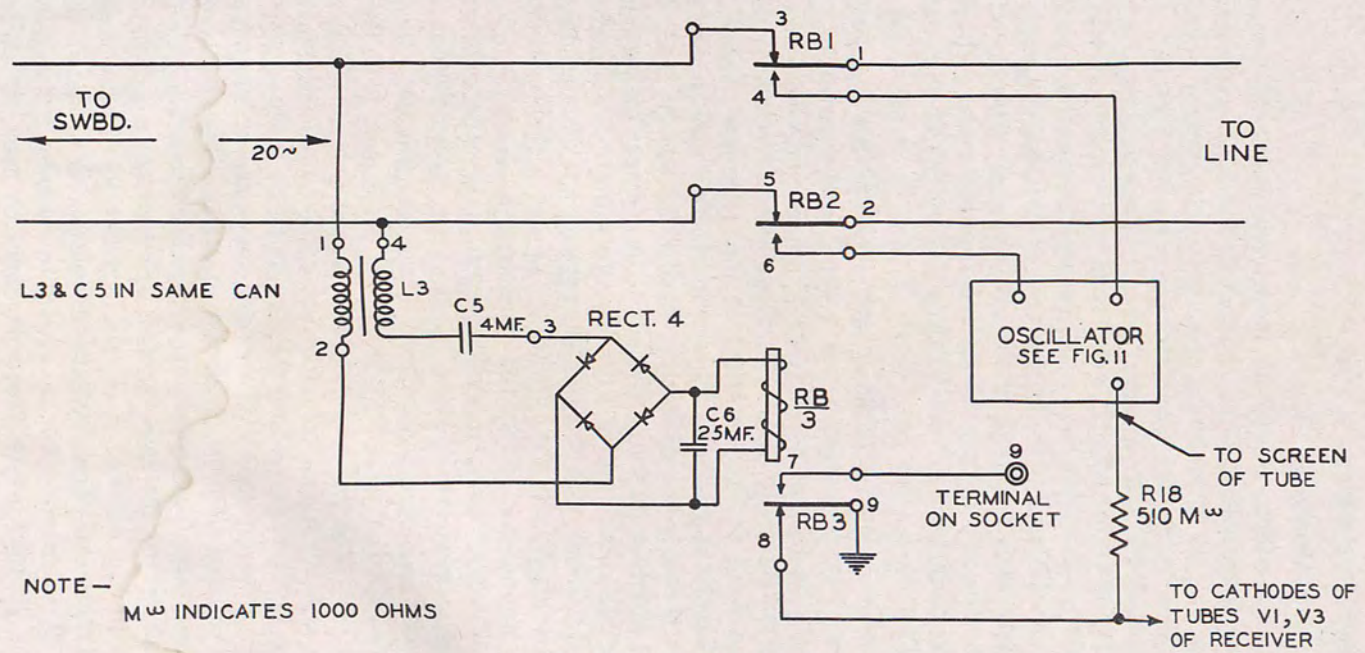 3
RB1
1
4
TO
SWBD.
20~
TO
LINE
5
RB2
2
6
1
4
L3 & C5 IN SAME CAN
L3
C5
4MF.
3
RECT. 4
2
OSCILLATOR
SEE FIG. 11
C6
25MF.
RB
3
7
9
TERMINAL
ON SOCKET
9
RB3
8
TO SCREEN
OF TUBE
R18
510 Mω
NOTE —
Mω INDICATES 1000 OHMS
TO CATHODES OF
TUBES V1, V3
OF RECEIVER